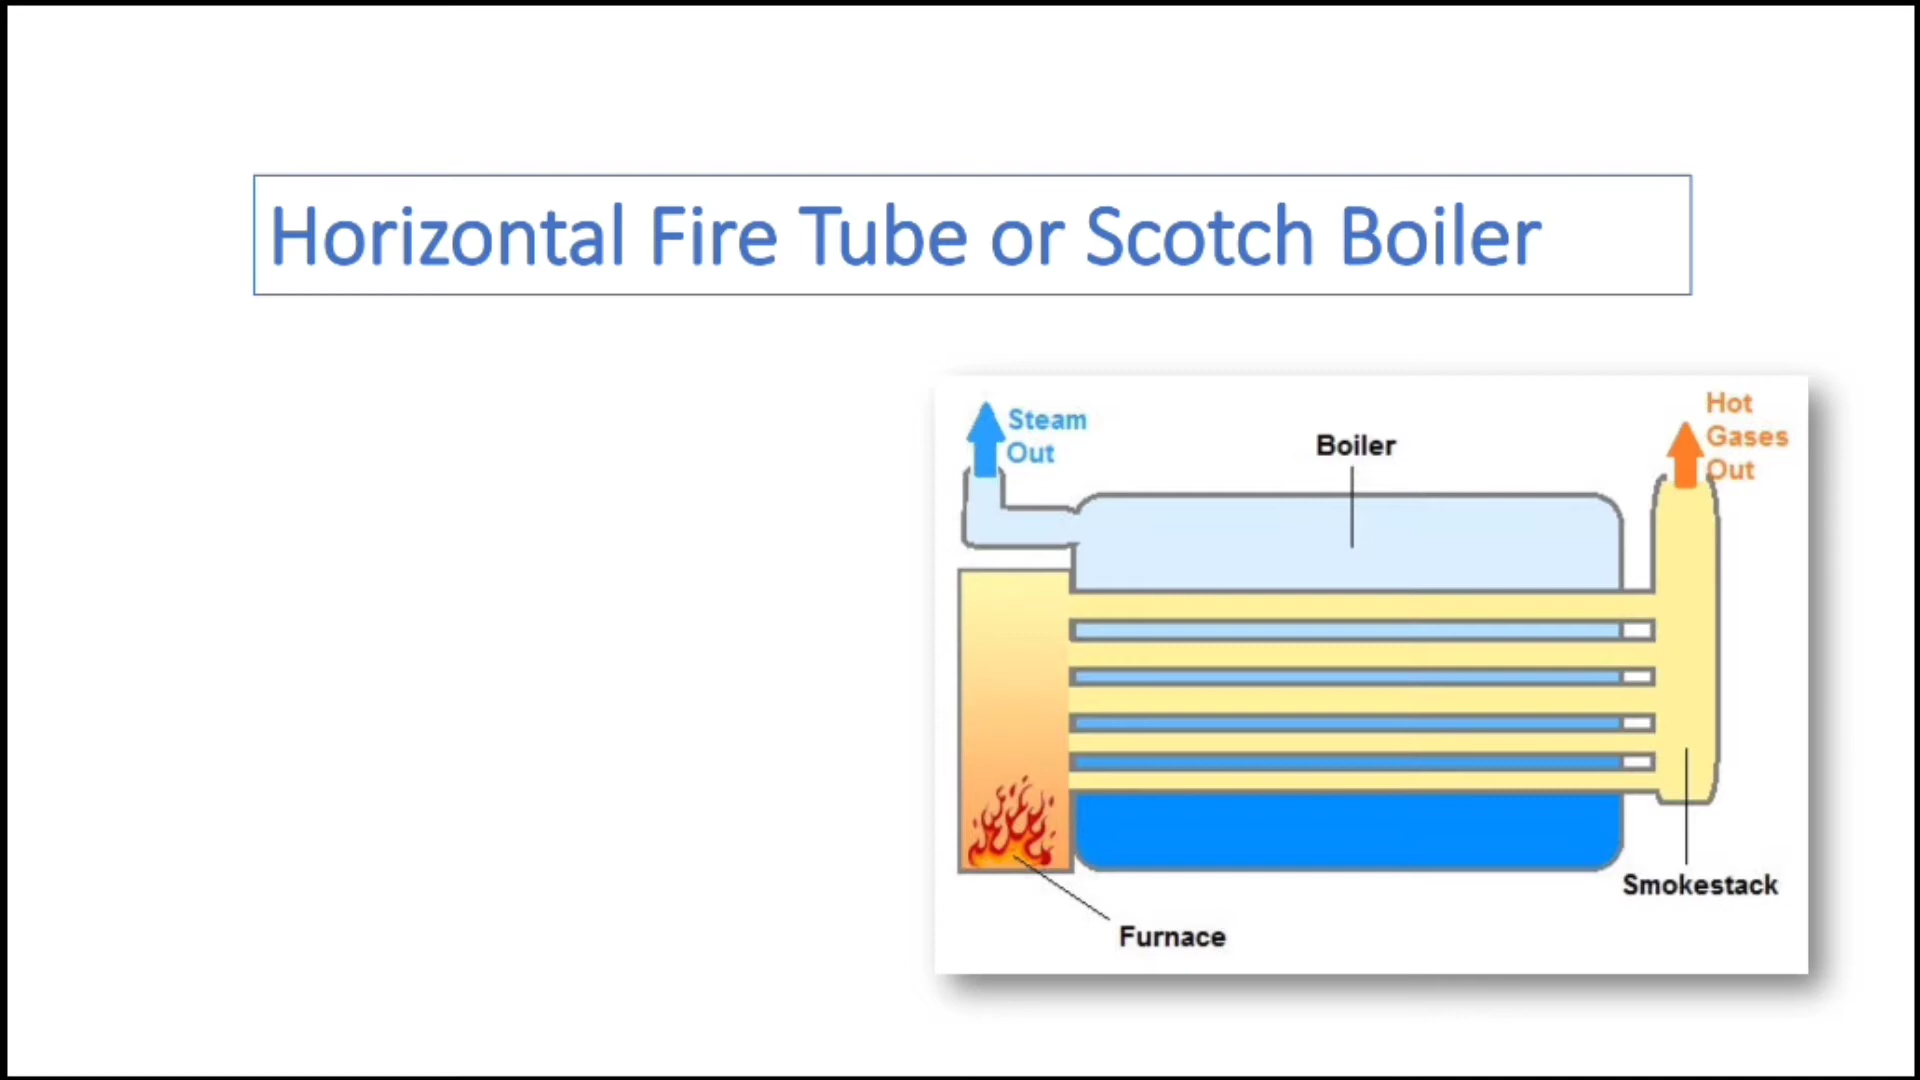 Horizontal Fire Tube or Scotch Boiler
Steam
Out
Boiler
Hot
Gases
Out
Smokestack
Furnace